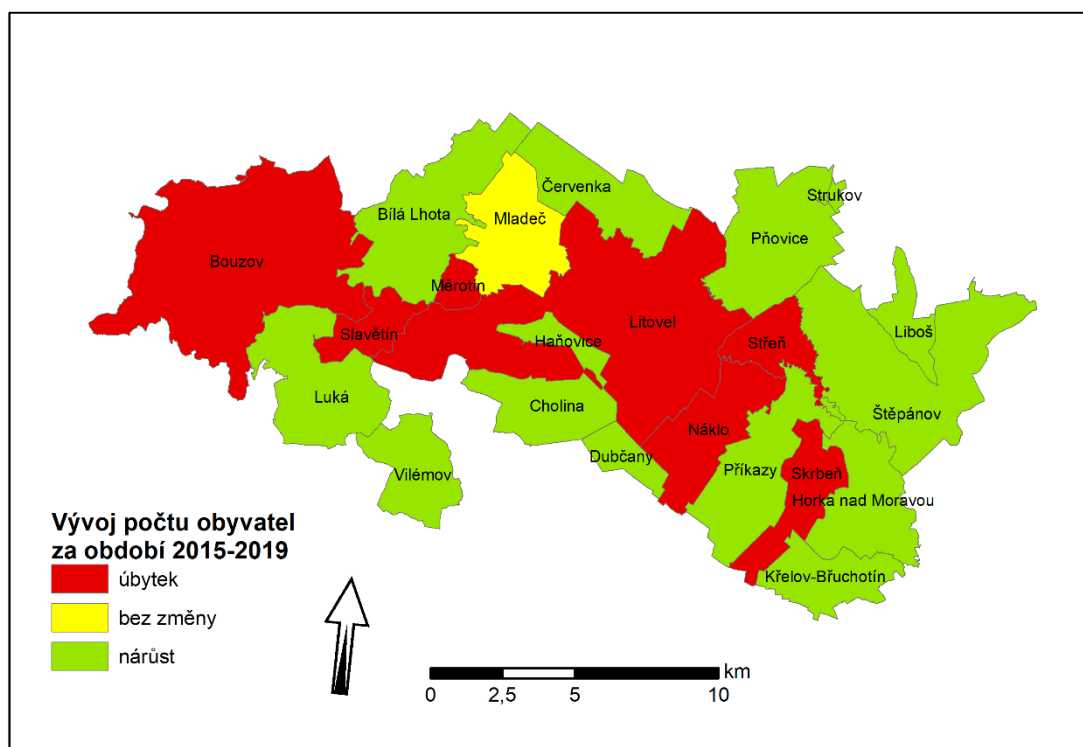 Červenka
Strukov
Bílá Lhota
Mladeč
Pňovice
Bouzov
Měrotín
Litovel
Slavětín
Haňovice
Střeň
Liboš
Luká
Cholina
Štěpánov
Náklo
Dubčany
Příkazy
Skrbeň
Vilémov
Horka nad Moravou
Křelov-Břuchotín
Vývoj počtu obyvatel
za období 2015-2019
úbytek
bez změny
nárůst
km
0 2,5 5 10